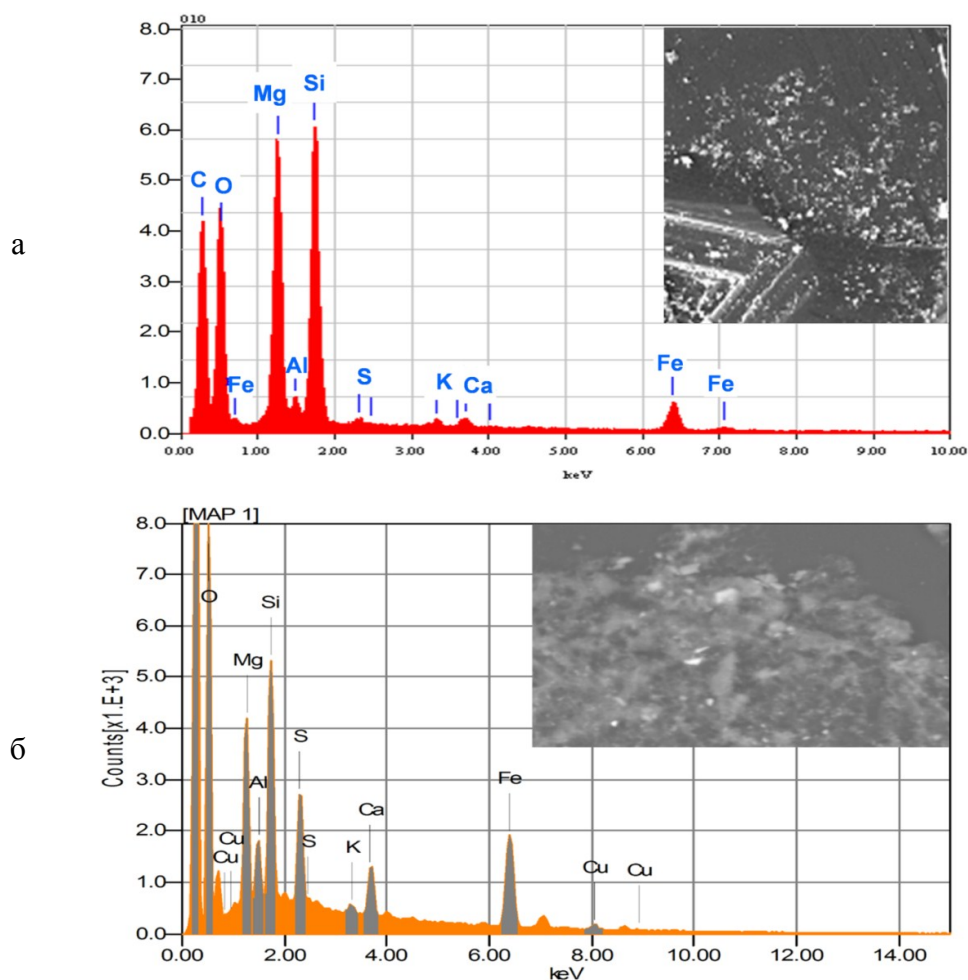 010
8.0
7.0
6.0
5.0
4.0
3.0
2.0
1.0
0.0
C
O
Fe
Mg
Al
Si
S
K
Ca
Fe
Fe
0.00 1.00 2.00 3.00 4.00 5.00 6.00 7.00 8.00 9.00 10.00
keV
а
[MAP 1]
8.0
7.0
6.0
5.0
4.0
3.0
2.0
1.0
0.0
Counts[x1.E+3]
O
Cu
Cu
Mg
Al
Si
S
S
K
Ca
Fe
Cu
Cu
0.00 2.00 4.00 6.00 8.00 10.00 12.00 14.00
keV
б